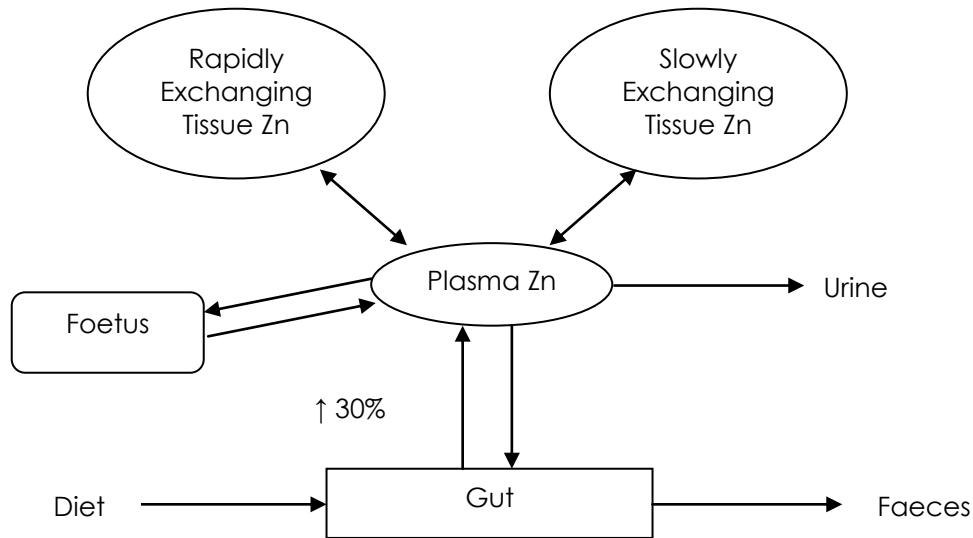 Rapidly
Exchanging
Tissue Zn
Slowly
Exchanging
Tissue Zn
Plasma Zn
Urine
Foetus
↑ 30%
Diet
Gut
Faeces